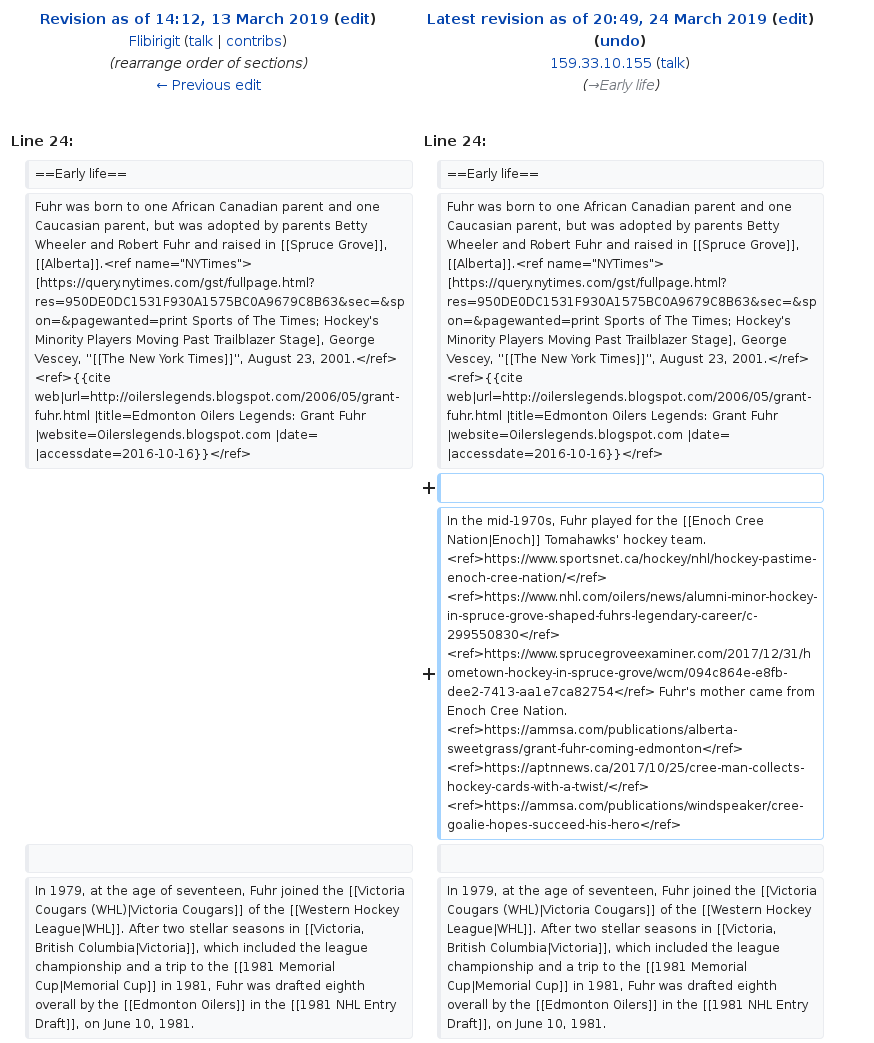 Revision as of 14:12, 13 March 2019 (edit)
Flibirigit (talk | contribs)
(rearrange order of sections)
← Previous edit
Latest revision as of 20:49, 24 March 2019 (edit)
(undo)
159.33.10.155 (talk)
(→Early life)
Line 24:
Line 24:
==Early life==
Fuhr was born to one African Canadian parent and one
Caucasian parent, but was adopted by parents Betty
Wheeler and Robert Fuhr and raised in [[Spruce Grove]],
[[Alberta]].<ref name="NYTimes">
[https://query.nytimes.com/gst/fullpage.html?
res=950DE0DC1531F930A1575BC0A9679C8B63&sec=&sp
on=&pagewanted=print Sports of The Times; Hockey's
Minority Players Moving Past Trailblazer Stage], George
Vescey, ''[[The New York Times]]'', August 23, 2001.</ref>
<ref>{{cite
web|url=http://oilerslegends.blogspot.com/2006/05/grant-
fuhr.html |title=Edmonton Oilers Legends: Grant Fuhr
|website=Oilerslegends.blogspot.com |date=
|accessdate=2016-10-16}}</ref>
==Early life==
Fuhr was born to one African Canadian parent and one
Caucasian parent, but was adopted by parents Betty
Wheeler and Robert Fuhr and raised in [[Spruce Grove]],
[[Alberta]].<ref name="NYTimes">
[https://query.nytimes.com/gst/fullpage.html?
res=950DE0DC1531F930A1575BC0A9679C8B63&sec=&sp
on=&pagewanted=print Sports of The Times; Hockey's
Minority Players Moving Past Trailblazer Stage], George
Vescey, ''[[The New York Times]]'', August 23, 2001.</ref>
<ref>{{cite
web|url=http://oilerslegends.blogspot.com/2006/05/grant-
fuhr.html |title=Edmonton Oilers Legends: Grant Fuhr
|website=Oilerslegends.blogspot.com |date=
|accessdate=2016-10-16}}</ref>
+
+
In the mid-1970s, Fuhr played for the [[Enoch Cree
Nation|Enoch]] Tomahawks' hockey team.
<ref>https://www.sportsnet.ca/hockey/nhl/hockey-pastime-
enoch-cree-nation/</ref>
<ref>https://www.nhl.com/oilers/news/alumni-minor-hockey-
in-spruce-grove-shaped-fuhrs-legendary-career/c-
299550830</ref>
<ref>https://www.sprucegroveexaminer.com/2017/12/31/h
ometown-hockey-in-spruce-grove/wcm/094c864e-e8fb-
dee2-7413-aa1e7ca82754</ref> Fuhr's mother came from
Enoch Cree Nation.
<ref>https://ammsa.com/publications/alberta-
sweetgrass/grant-fuhr-coming-edmonton</ref>
<ref>https://aptnnews.ca/2017/10/25/cree-man-collects-
hockey-cards-with-a-twist/</ref>
<ref>https://ammsa.com/publications/windspeaker/cree-
goalie-hopes-succeed-his-hero</ref>
In 1979, at the age of seventeen, Fuhr joined the [[Victoria
Cougars (WHL)|Victoria Cougars]] of the [[Western Hockey
League|WHL]]. After two stellar seasons in [[Victoria,
British Columbia|Victoria]], which included the league
championship and a trip to the [[1981 Memorial
Cup|Memorial Cup]] in 1981, Fuhr was drafted eighth
overall by the [[Edmonton Oilers]] in the [[1981 NHL Entry
Draft]], on June 10, 1981.
In 1979, at the age of seventeen, Fuhr joined the [[Victoria
Cougars (WHL)|Victoria Cougars]] of the [[Western Hockey
League|WHL]]. After two stellar seasons in [[Victoria,
British Columbia|Victoria]], which included the league
championship and a trip to the [[1981 Memorial
Cup|Memorial Cup]] in 1981, Fuhr was drafted eighth
overall by the [[Edmonton Oilers]] in the [[1981 NHL Entry
Draft]], on June 10, 1981.